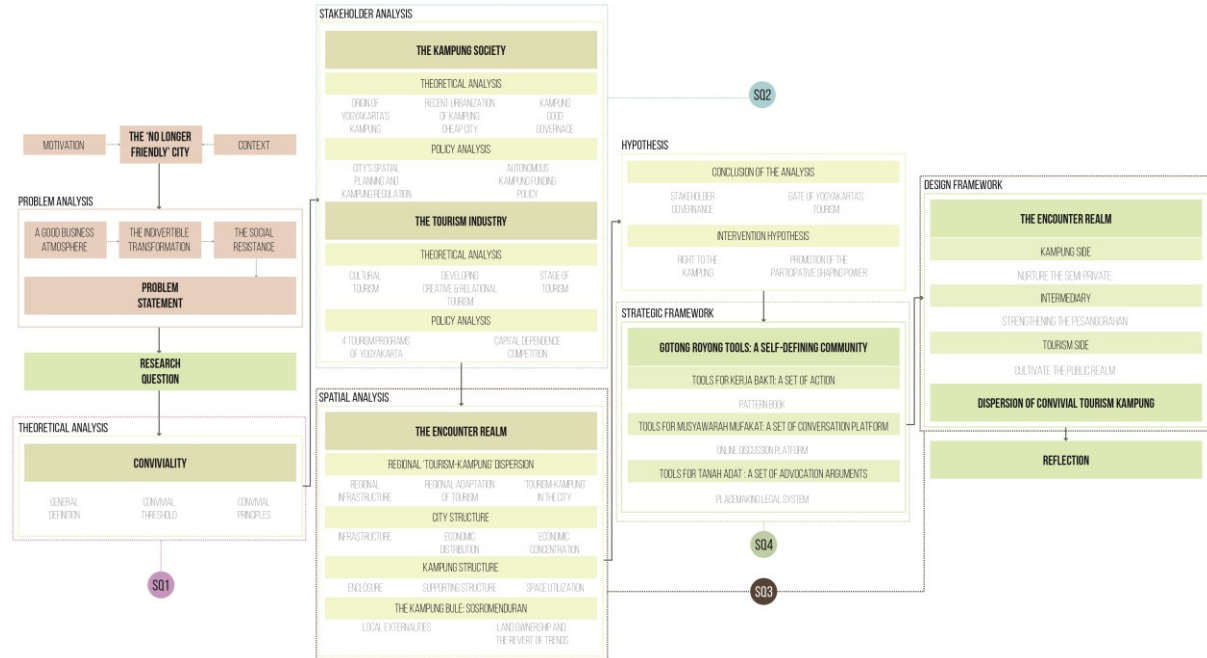 MOTIVATION
THE 'NO LONGER
FRIENDLY' CITY
CONTEXT
PROBLEM ANALYSIS
A GOOD BUSINESS
ATMOSPHERE
THE INDIVERTIBLE
TRANSFORMATION
THE SOCIAL
RESISTANCE
PROBLEM
STATEMENT
RESEARCH
QUESTION
THEORETICAL ANALYSIS
CONVIVIALITY
GENERAL
DEFINITION
CONVIVIAL
THRESHOLD
CONVIVIAL
PRINCIPLES
SQ1
STAKEHOLDER ANALYSIS
THE KAMPUNG SOCIETY
THEORETICAL ANALYSIS
ORIGIN OF
YOGYAKARTA'S
KAMPUNG
RECENT URBANIZATION
OF KAMPUNG:
CHEAP CITY
KAMPUNG
GOOD
GOVERNACE
POLICY ANALYSIS
CITY'S SPATIAL
PLANNING AND
KAMPUNG REGULATION
AUTONOMOUS
KAMPUNG FUNDING
POLICY
THE TOURISM INDUSTRY
THEORETICAL ANALYSIS
CULTURAL
TOURISM
DEVELOPING
CREATIVE & RELATIONAL
TOURISM
STAGE OF
TOURISM
POLICY ANALYSIS
4 TOURISM PROGRAMS
OF YOGYAKARTA
CAPITAL DEPENDENCE
COMPETITION
SQ2
SPATIAL ANALYSIS
THE ENCOUNTER REALM
REGIONAL 'TOURISM-KAMPUNG' DISPERSION
REGIONAL
INFRASTRUCTURE
REGIONAL ADAPTATION
OF TOURISM
'TOURISM-KAMPUNG'
IN THE CITY
CITY STRUCTURE
INFRASTRUCTURE
ECONOMIC
DISTRIBUTION
ECONOMIC
CONCENTRATION
KAMPUNG STRUCTURE
ENCLOSURE
SUPPORTING STRUCTURE
SPACE UTILIZATION
THE KAMPUNG BULE: SOSROMENDURAN
LOCAL EXTERNALITIES
LAND OWNERSHIP AND
THE REVERT OF TRENDS
HYPOTHESIS
CONCLUSION OF THE ANALYSIS
STAKEHOLDER
GOVERNANCE
GATE OF YOGYAKARTA'S
TOURISM
INTERVENTION HYPOTHESIS
RIGHT TO THE
KAMPUNG
PROMOTION OF THE
PARTICIPATIVE SHAPING POWER
STRATEGIC FRAMEWORK
GOTONG ROYONG TOOLS: A SELF-DEFINING COMMUNITY
TOOLS FOR KERJA BAKTI: A SET OF ACTION
PATTERN BOOK
TOOLS FOR MUSYAWARAH MUFAKAT: A SET OF CONVERSATION PLATFORM
ONLINE DISCUSSION PLATFORM
TOOLS FOR TANAH ADAT : A SET OF ADVOCATION ARGUMENTS
PLACEMAKING LEGAL SYSTEM
SQ4
SQ3
DESIGN FRAMEWORK
THE ENCOUNTER REALM
KAMPUNG SIDE
NURTURE THE SEMI-PRIVATE
INTERMEDIARY
STRENGTHENING THE PESANGGRAHAN
TOURISM SIDE
CULTIVATE THE PUBLIC REALM
DISPERSION OF CONVIVIAL TOURISM KAMPUNG
REFLECTION